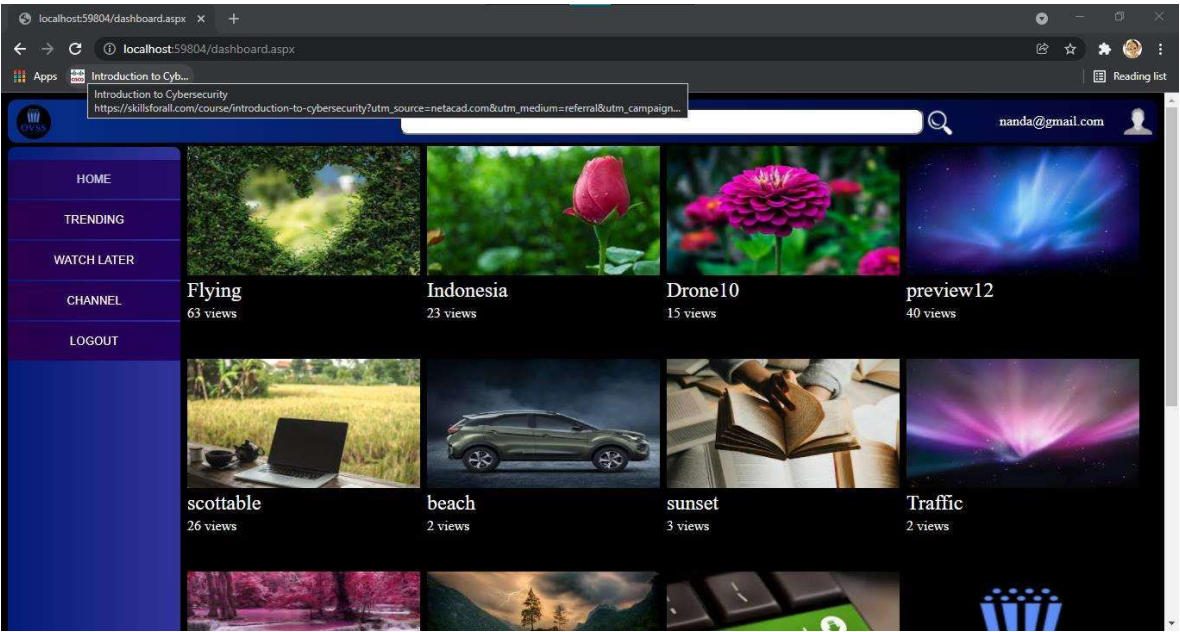 localhost:59804/dashboard.aspx
localhost:59804/dashboard.aspx
Apps
Introduction to Cyb...
Reading list
Introduction to Cybersecurity
https://skillsforall.com/course/introduction-to-cybersecurity?utm_source=netacad.com&utm_medium=referral&utm_campaign...
OVSS
nanda@gmail.com
HOME
TRENDING
WATCH LATER
CHANNEL
LOGOUT
Flying
63 views
Indonesia
23 views
Drone10
15 views
preview12
40 views
scottable
26 views
beach
2 views
sunset
3 views
Traffic
2 views